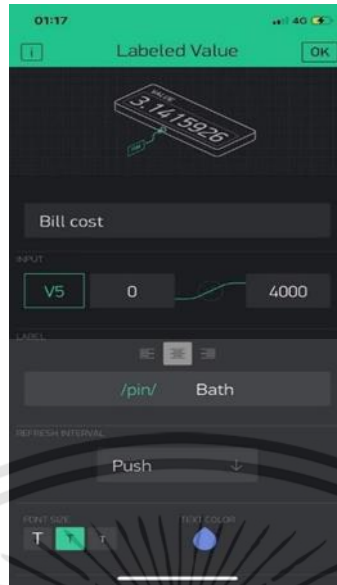 01:17 4G
i Labeled Value OK
VALUE
3.1415926
PIN
Bill cost
INPUT
V5 0 4000
LABEL
/pin/ Bath
REFRESH INTERVAL
Push
FONT SIZE TEXT COLOR
T T T